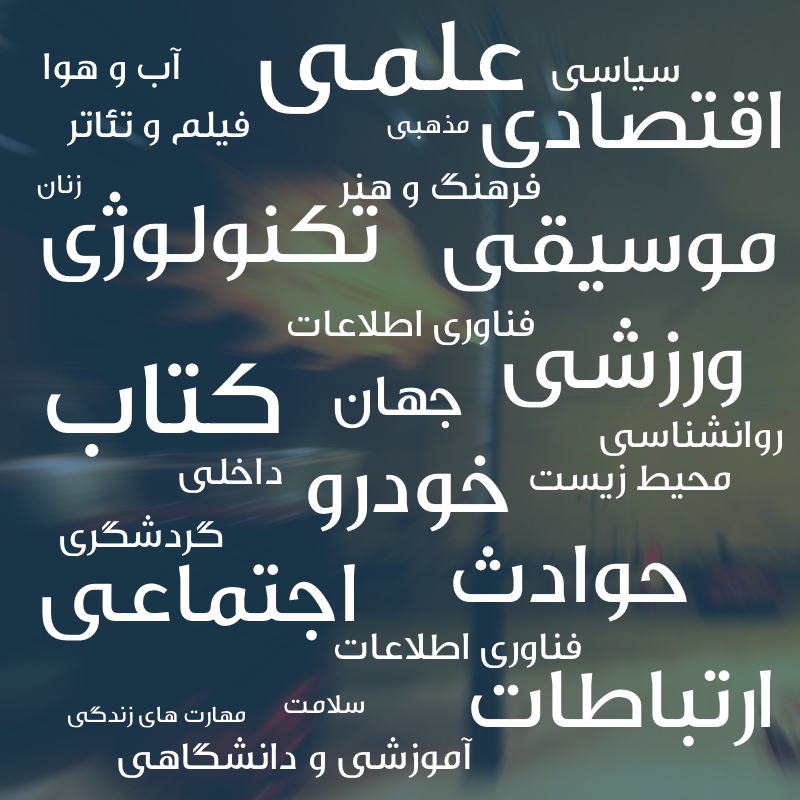 علمی
آب و هوا
سیاسی
اقتصادی
مذهبی
فیلم و تئاتر
فرهنگ و هنر
زنان
تکنولوژی
موسیقی
فناوری اطلاعات
ورزشی
کتاب
جهان
روانشناسی
داخلی
محیط زیست
خودرو
گردشگری
حوادث
اجتماعی
فناوری اطلاعات
ارتباطات
سلامت
مهارت های زندگی
آموزشی و دانشگاهی